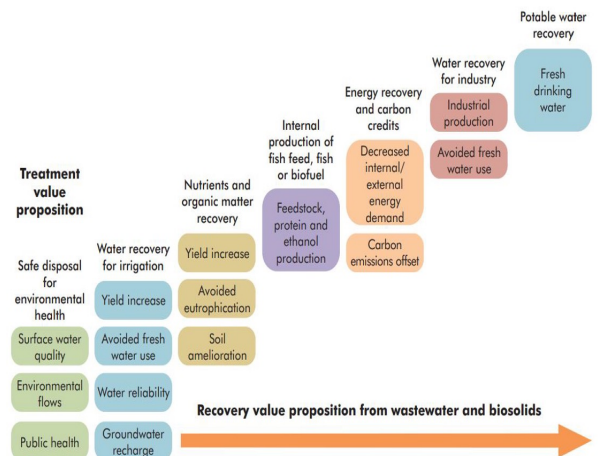 Treatment
value
proposition
Safe disposal
for
environmental
health
Surface water
quality
Environmental
flows
Public health
Water recovery
for irrigation
Yield increase
Avoided fresh
water use
Water reliability
Groundwater
recharge
Nutrients and
organic matter
recovery
Yield increase
Avoided
eutrophication
Soil
amelioration
Internal
production of
fish feed, fish
or biofuel
Feedstock,
protein and
ethanol
production
Energy recovery
and carbon
credits
Decreased
internal/
external
energy
demand
Carbon
emissions offset
Water recovery
for industry
Industrial
production
Avoided fresh
water use
Potable water
recovery
Fresh
drinking
water
Recovery value proposition from wastewater and biosolids